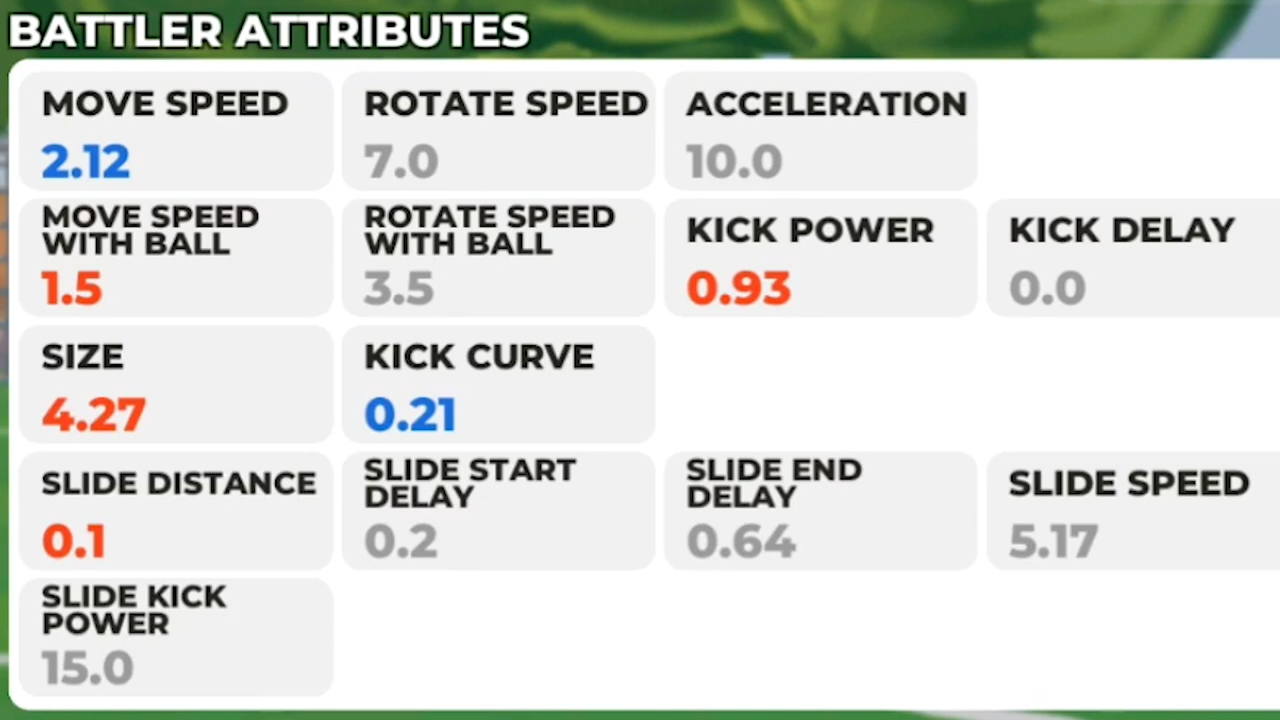 BATTLER ATTRIBUTES
MOVE SPEED
2.12
ROTATE SPEED
7.0
ACCELERATION
10.0
MOVE SPEED
WITH BALL
1.5
ROTATE SPEED
WITH BALL
3.5
KICK POWER
0.93
KICK DELAY
0.0
SIZE
4.27
KICK CURVE
0.21
SLIDE DISTANCE
0.1
SLIDE START
DELAY
0.2
SLIDE END
DELAY
0.64
SLIDE SPEED
5.17
SLIDE KICK
POWER
15.0